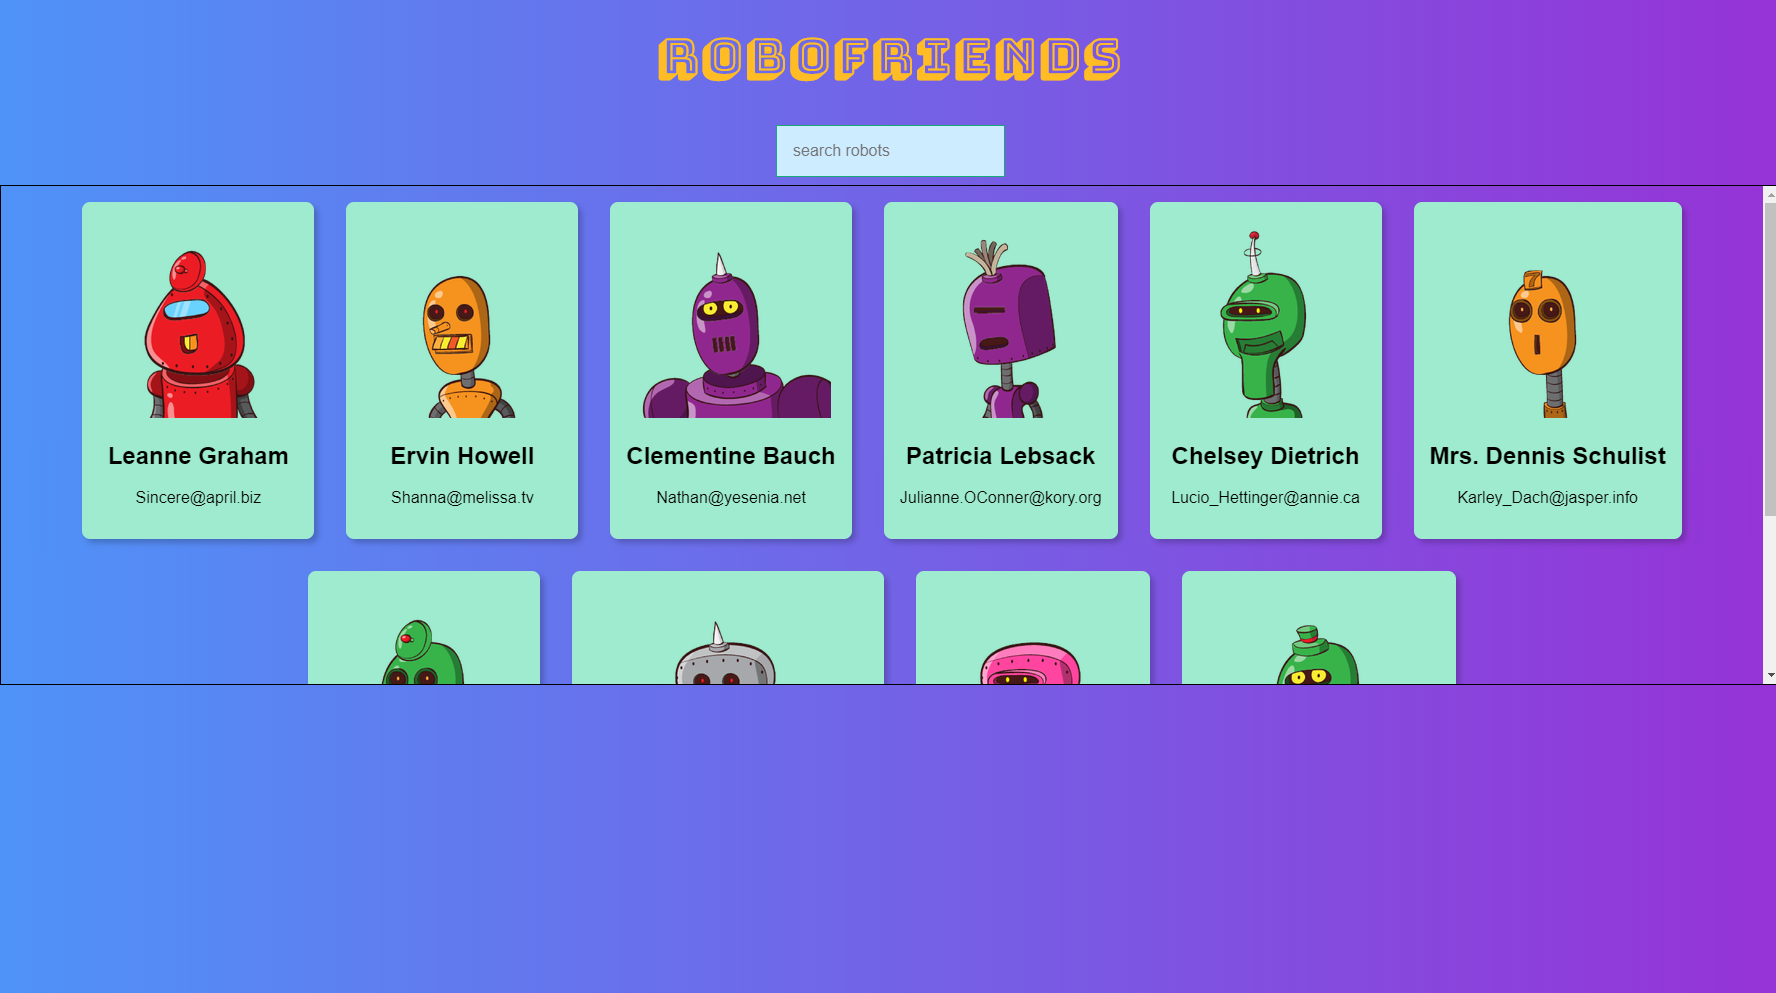 ROBOFRIENDS
search robots
Leanne Graham
Sincere@april.biz
Ervin Howell
Shanna@melissa.tv
Clementine Bauch
Nathan@yesenia.net
Patricia Lebsack
Julianne.OConner@kory.org
Chelsey Dietrich
Lucio_Hettinger@annie.ca
7
Mrs. Dennis Schulist
Karley_Dach@jasper.info